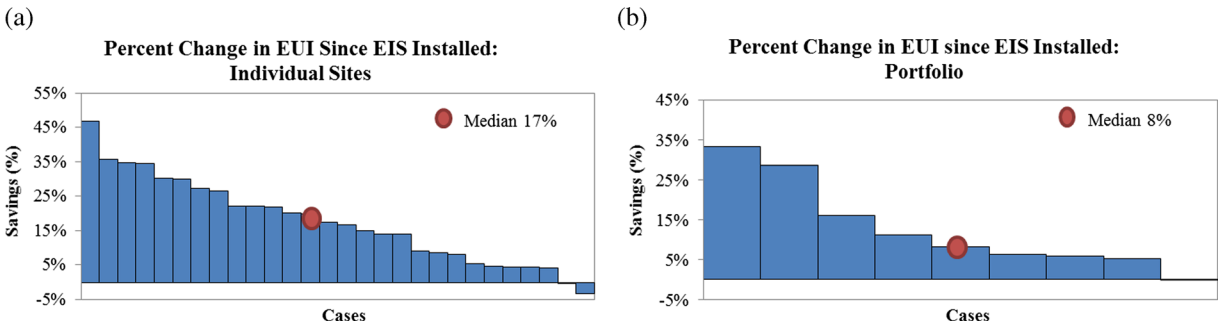 (a)
Percent Change in EUI Since EIS Installed:
Individual Sites
55%
45%
35%
25%
15%
5%
-5%
Savings (%)
Median 17%
Cases
(b)
Percent Change in EUI since EIS Installed:
Portfolio
45%
35%
25%
15%
5%
-5%
Savings (%)
Median 8%
Cases